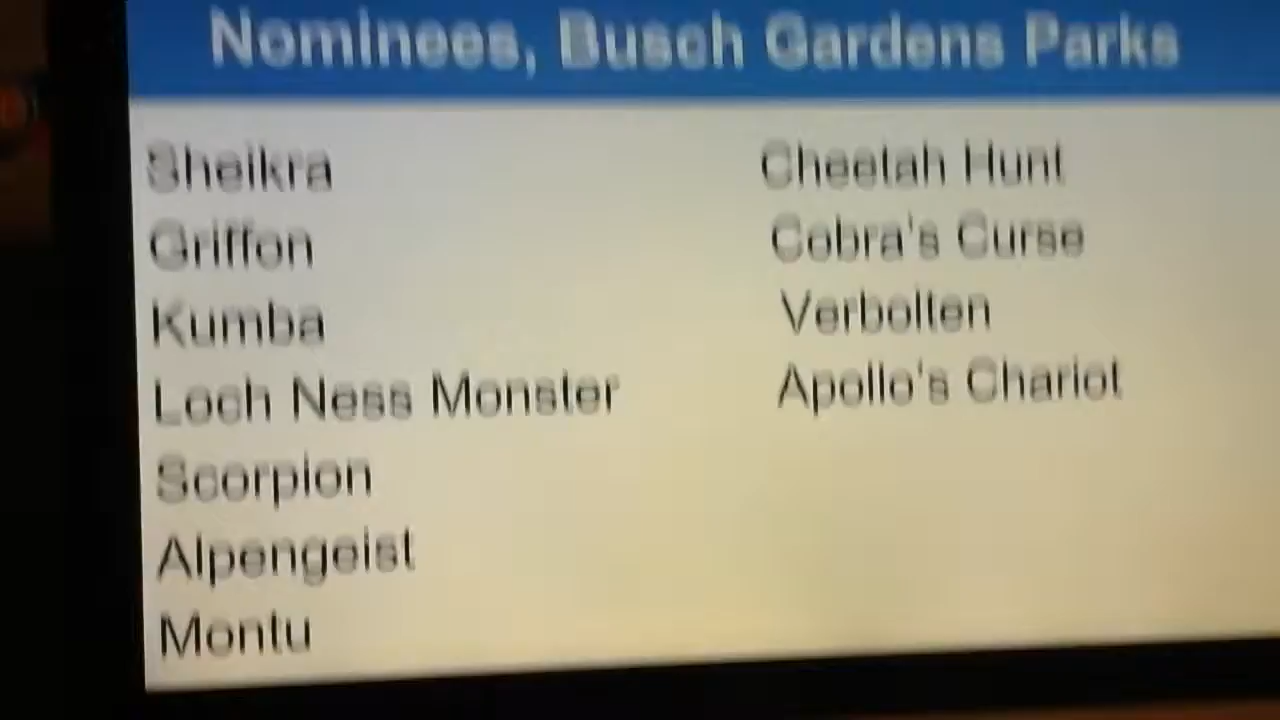 Nominees, Busch Gardens Parks
Sheikra
Griffon
Kumba
Loch Ness Monster
Scorpion
Alpengeist
Montu
Cheetah Hunt
Cobra's Curse
Verbolten
Apollo's Chariot